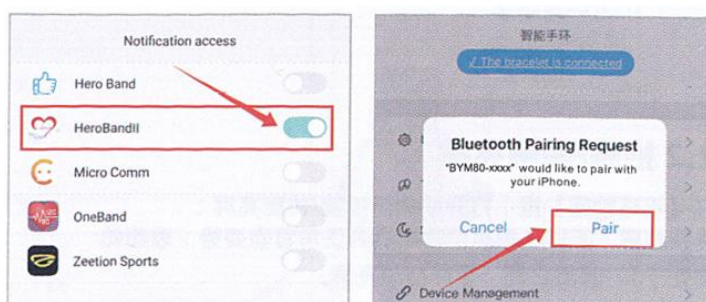 Notification access
Hero Band
HeroBandII
Micro Comm
OneBand
Zeetion Sports
智能手环
The bracelet is connected
Bluetooth Pairing Request
"BYM80-xxxx" would like to pair with
your iPhone.
Cancel
Pair
Device Management